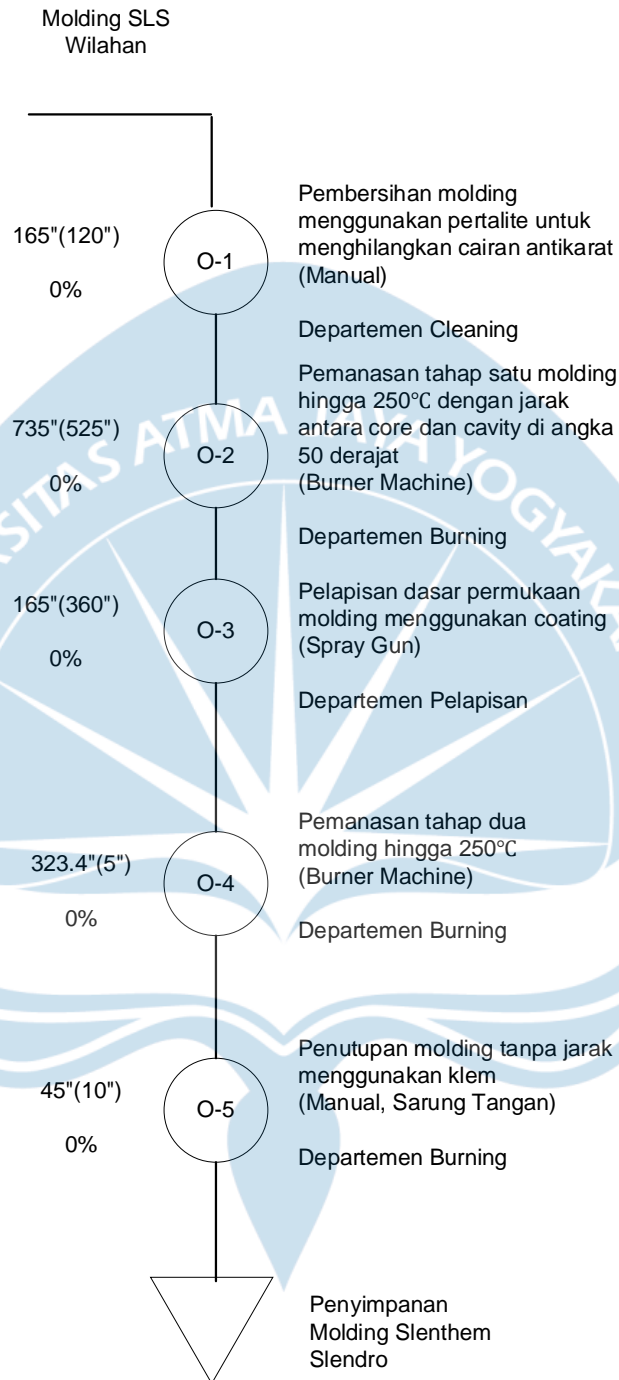 Molding SLS
Wilahan
165"(120")
0%
O-1
Pembersihan molding
menggunakan pertalite untuk
menghilangkan cairan antikarat
(Manual)
Departemen Cleaning
735"(525")
0%
O-2
Pemanasan tahap satu molding
hingga 250℃ dengan jarak
antara core dan cavity di angka
50 derajat
(Burner Machine)
Departemen Burning
165"(360")
0%
O-3
Pelapisan dasar permukaan
molding menggunakan coating
(Spray Gun)
Departemen Pelapisan
323.4"(5")
0%
O-4
Pemanasan tahap dua
molding hingga 250℃
(Burner Machine)
Departemen Burning
45"(10")
0%
O-5
Penutupan molding tanpa jarak
menggunakan klem
(Manual, Sarung Tangan)
Departemen Burning
Penyimpanan
Molding Slenthem
Slendro
SITAS ATMA JAYA YOGYAKA